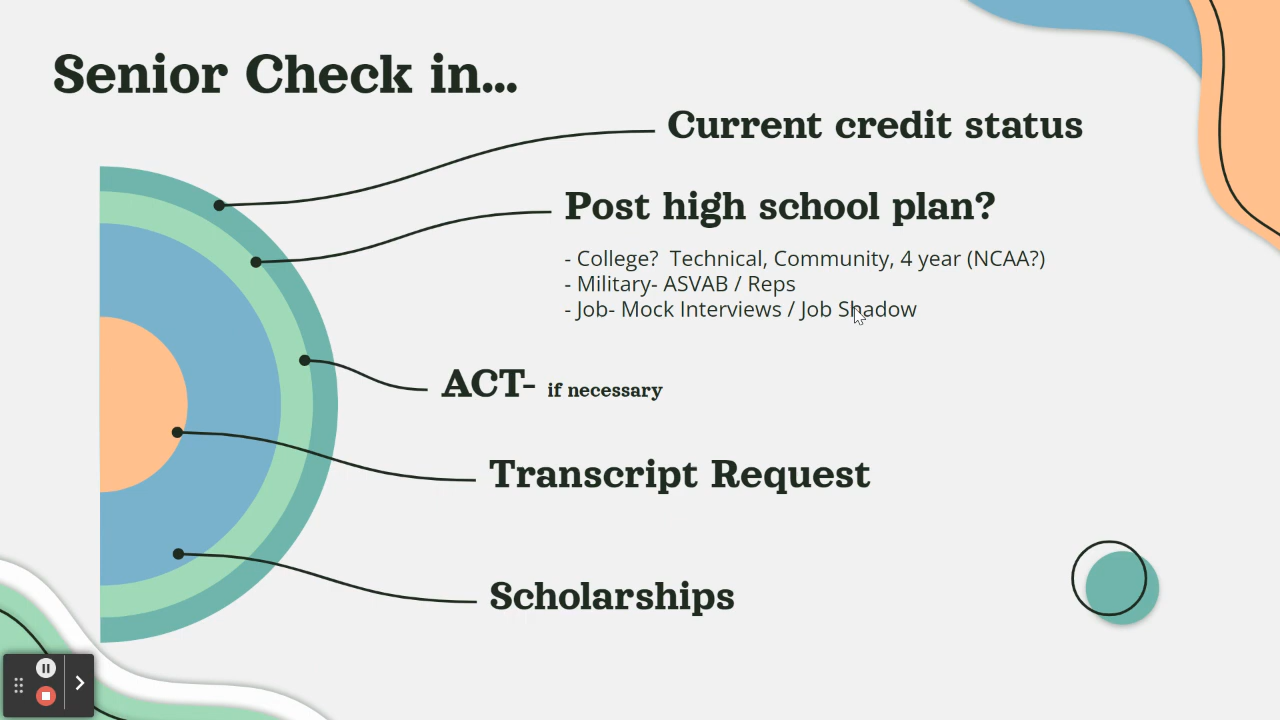 Senior Check in...
Current credit status
Post high school plan?
- College?  Technical, Community, 4 year (NCAA?)
- Military- ASVAB / Reps
- Job- Mock Interviews / Job Shadow
ACT- if necessary
Transcript Request
Scholarships